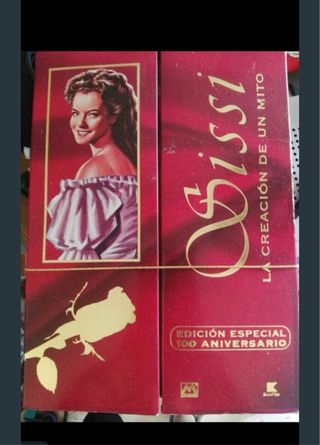 Sissi
LA CREACIÓN DE UN MITO
EDICIÓN ESPECIAL
100 ANIVERSARIO